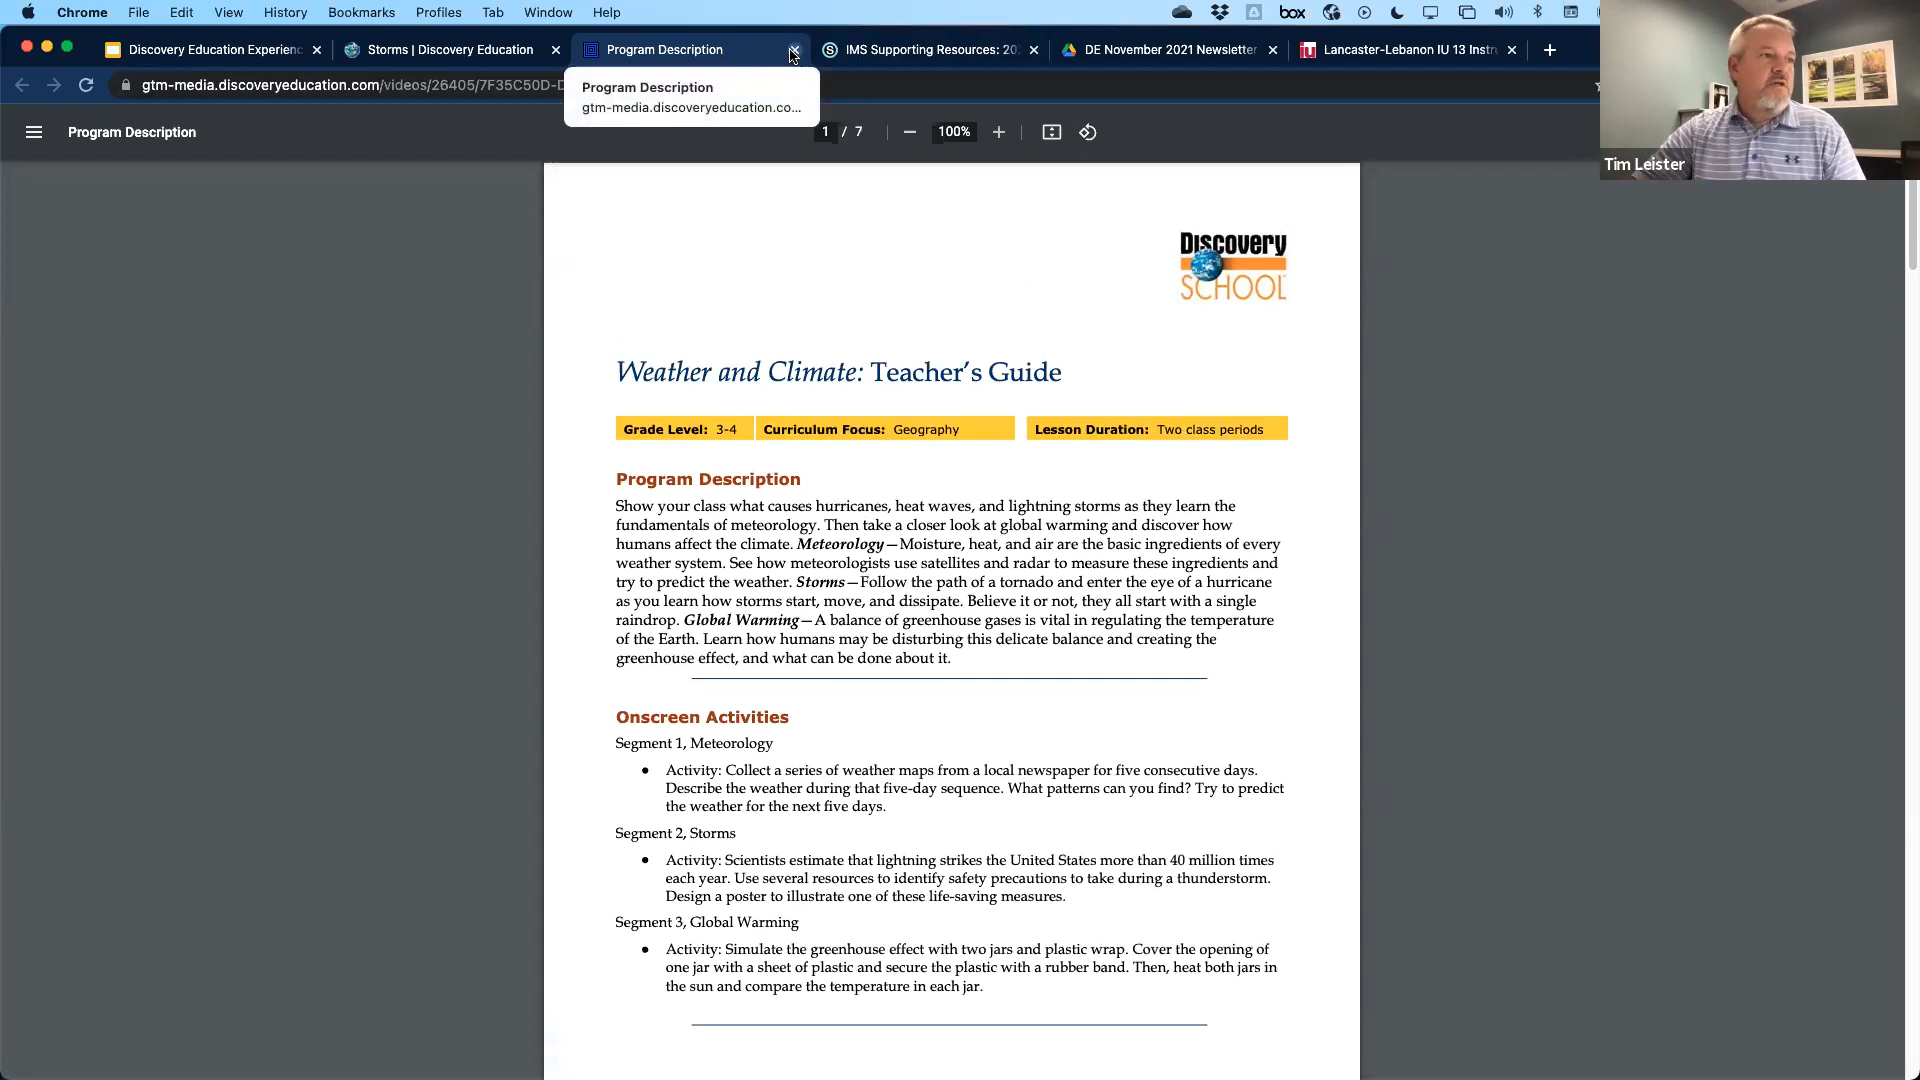 Chrome File Edit View History Bookmarks Profiles Tab Window Help box
Discovery Education Experienc
Storms | Discovery Education
Program Description
IMS Supporting Resources: 20
DE November 2021 Newsletter
Lancaster-Lebanon IU 13 Instru
gtm-media.discoveryeducation.com/videos/26405/7F35C50D-D
Program Description
gtm-media.discoveryeducation.co...
Program Description
1 / 7
100%
Tim Leister
Discovery
SCHOOL
Weather and Climate: Teacher's Guide
Grade Level: 3-4 Curriculum Focus: Geography Lesson Duration: Two class periods
Program Description
Show your class what causes hurricanes, heat waves, and lightning storms as they learn the
fundamentals of meteorology. Then take a closer look at global warming and discover how
humans affect the climate. Meteorology—Moisture, heat, and air are the basic ingredients of every
weather system. See how meteorologists use satellites and radar to measure these ingredients and
try to predict the weather. Storms—Follow the path of a tornado and enter the eye of a hurricane
as you learn how storms start, move, and dissipate. Believe it or not, they all start with a single
raindrop. Global Warming—A balance of greenhouse gases is vital in regulating the temperature
of the Earth. Learn how humans may be disturbing this delicate balance and creating the
greenhouse effect, and what can be done about it.
Onscreen Activities
Segment 1, Meteorology
• Activity: Collect a series of weather maps from a local newspaper for five consecutive days.
Describe the weather during that five-day sequence. What patterns can you find? Try to predict
the weather for the next five days.
Segment 2, Storms
• Activity: Scientists estimate that lightning strikes the United States more than 40 million times
each year. Use several resources to identify safety precautions to take during a thunderstorm.
Design a poster to illustrate one of these life-saving measures.
Segment 3, Global Warming
• Activity: Simulate the greenhouse effect with two jars and plastic wrap. Cover the opening of
one jar with a sheet of plastic and secure the plastic with a rubber band. Then, heat both jars in
the sun and compare the temperature in each jar.